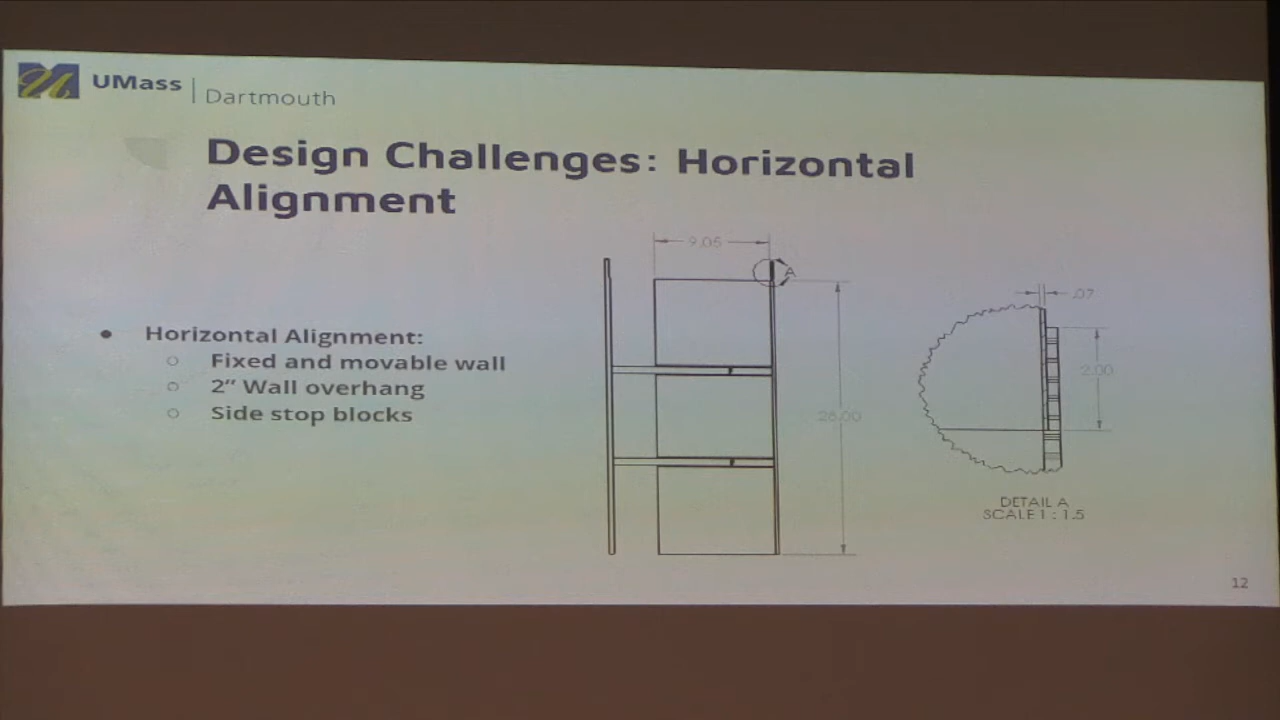 UMass | Dartmouth
Design Challenges: Horizontal
Alignment
● Horizontal Alignment:
○ Fixed and movable wall
○ 2” Wall overhang
○ Side stop blocks
9.05
A
26.00
.07
2.00
DETAIL A
SCALE 1 : 1.5
12